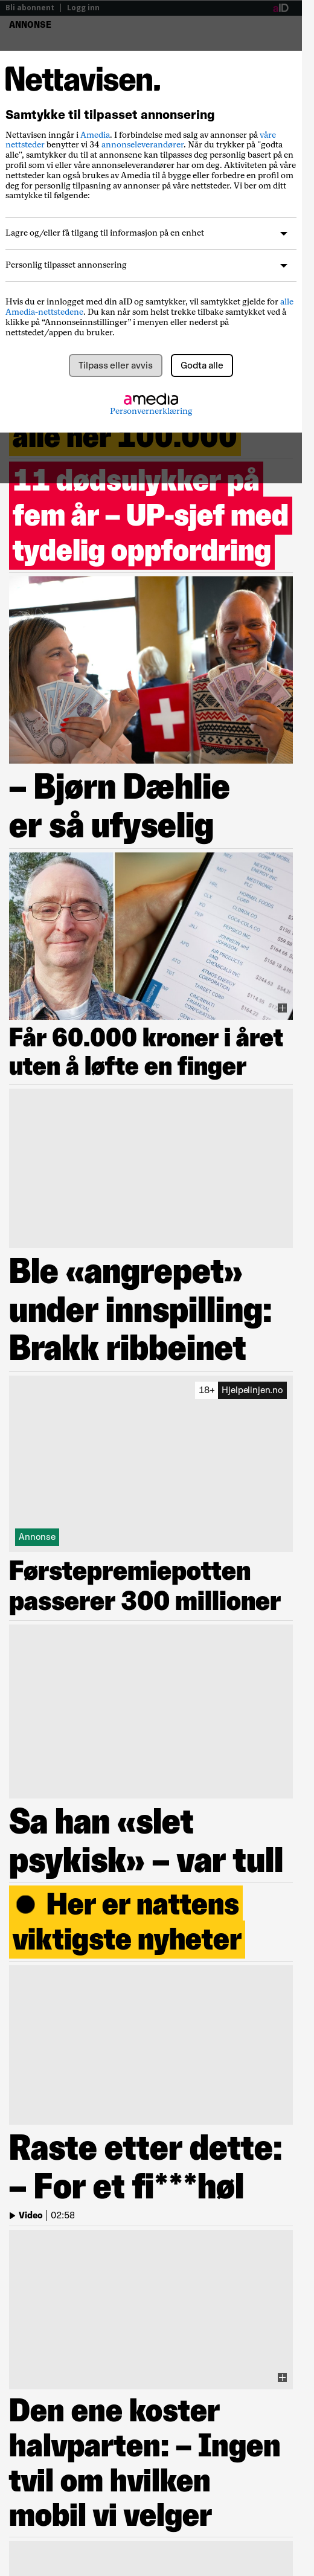 Bli abonnent | Logg inn
aID
ANNONSE
Nettavisen.
Samtykke til tilpasset annonsering
Nettavisen inngår i Amedia. I forbindelse med salg av annonser på våre
nettsteder benytter vi 34 annonseleverandører. Når du trykker på "godta
alle", samtykker du til at annonsene kan tilpasses deg personlig basert på en
profil som vi eller våre annonseleverandører har om deg. Aktiviteten på våre
nettsteder kan også brukes av Amedia til å bygge eller forbedre en profil om
deg for personlig tilpasning av annonser på våre nettsteder. Vi ber om ditt
samtykke til følgende:
Lagre og/eller få tilgang til informasjon på en enhet
Personlig tilpasset annonsering
Hvis du er innlogget med din aID og samtykker, vil samtykket gjelde for alle
Amedia-nettstedene. Du kan når som helst trekke tilbake samtykket ved å
klikke på “Annonseinnstillinger” i menyen eller nederst på
nettstedet/appen du bruker.
Tilpass eller avvis
Godta alle
amedia
Personvernerklæring
alle her 100.000
11 dødsulykker på
fem år – UP-sjef med
tydelig oppfordring
– Bjørn Dæhlie
er så ufyselig
Får 60.000 kroner i året
uten å løfte en finger
Ble «angrepet»
under innspilling:
Brakk ribbeinet
18+ Hjelpelinjen.no
Annonse
Førstepremiepotten
passerer 300 millioner
Sa han «slet
psykisk» – var tull
● Her er nattens
viktigste nyheter
Raste etter dette:
– For et fi***høl
Video | 02:58
Den ene koster
halvparten: – Ingen
tvil om hvilken
mobil vi velger